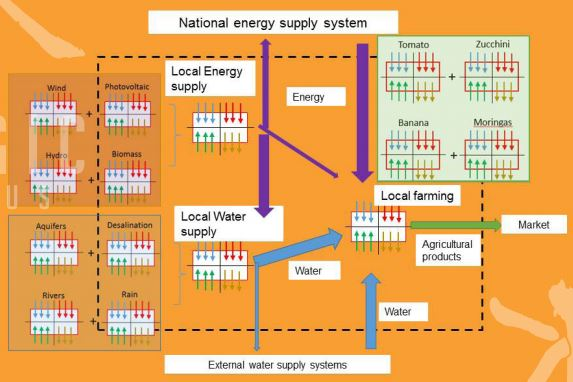 National energy supply system
Tomato
Zucchini
Local Energy
supply
Wind
Photovoltaic
+
+
Energy
Banana
Moringas
+
Hydro
Biomass
+
Local farming
Local Water
supply
Market
Aquifers
Desalination
+
Agricultural
products
Water
Rivers
Rain
+
Water
External water supply systems